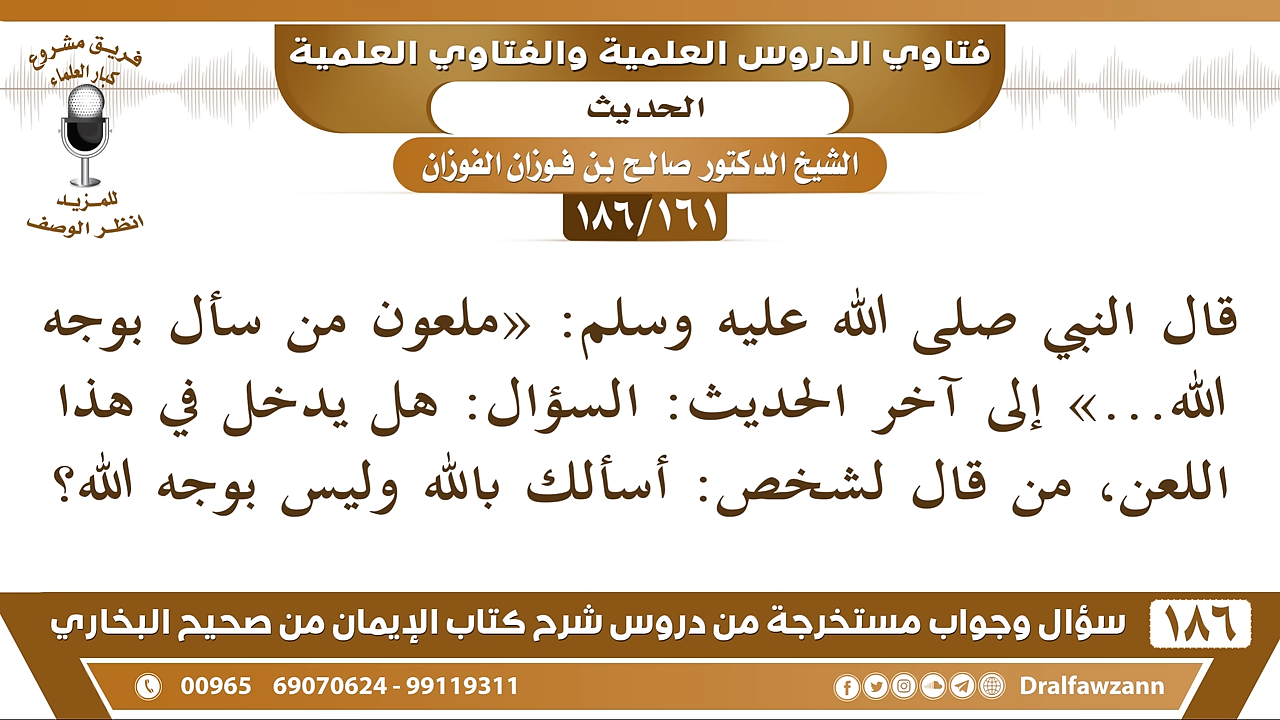 فتاوي الدروس العلمية والفتاوي العلمية
الحديث
الشيخ الدكتور صالح بن فوزان الفوزان
١٨٦/١٦١
فريق مشروع
كبار العلماء
للمزيد
انظر الوصف
قال النبي صلى الله عليه وسلم: «ملعون من سأل بوجه
الله...» إلى آخر الحديث: السؤال: هل يدخل في هذا
اللعن، من قال لشخص: أسألك بالله وليس بوجه الله؟
١٨٦ سؤال وجواب مستخرجة من دروس شرح كتاب الإيمان من صحيح البخاري
00965 69070624 - 99119311
Dralfawzann